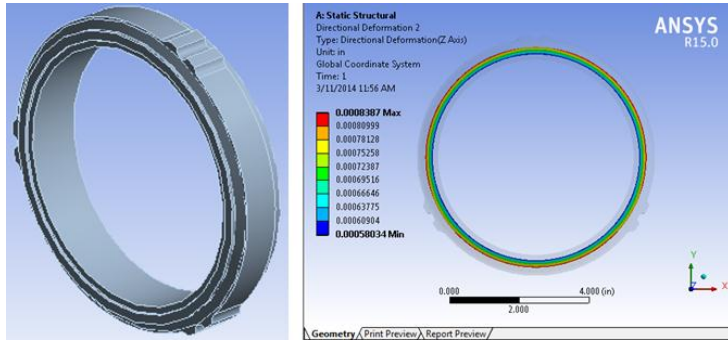 A: Static Structural
Directional Deformation 2
Type: Directional Deformation(Z Axis)
Unit: in
Global Coordinate System
Time: 1
3/11/2014 11:56 AM
ANSYS
R15.0
0.0008387 Max
0.00080999
0.00078128
0.00075258
0.00072387
0.00069516
0.00066646
0.00063775
0.00060904
0.00058034 Min
Y
Z
X
0.000
4.000 (in)
2.000
Geometry
Print Preview
Report Preview